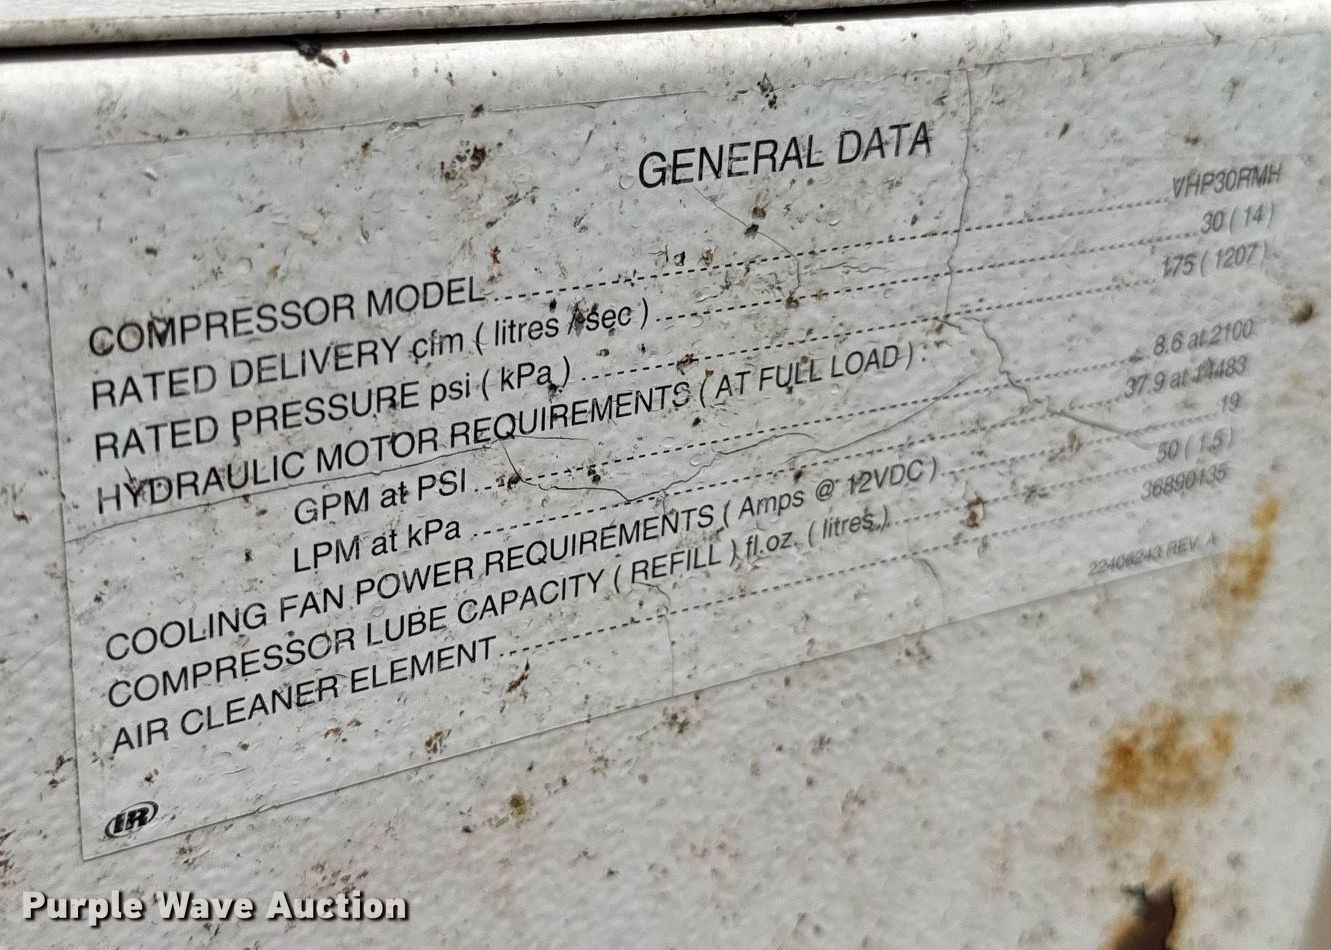 GENERAL DATA
COMPRESSOR MODEL VHP30RMH
RATED DELIVERY cfm ( litres / sec ) 30 ( 14 )
RATED PRESSURE psi ( kPa ) 175 ( 1207 )
HYDRAULIC MOTOR REQUIREMENTS ( AT FULL LOAD ) :
GPM at PSI 8.6 at 2100
LPM at kPa 37.9 at 14483
COOLING FAN POWER REQUIREMENTS ( Amps @ 12VDC ) 19
COMPRESSOR LUBE CAPACITY ( REFILL ) fl.oz. ( litres ) 50 ( 1.5 )
AIR CLEANER ELEMENT 36890135
22406243 REV A
IR
Purple Wave Auction